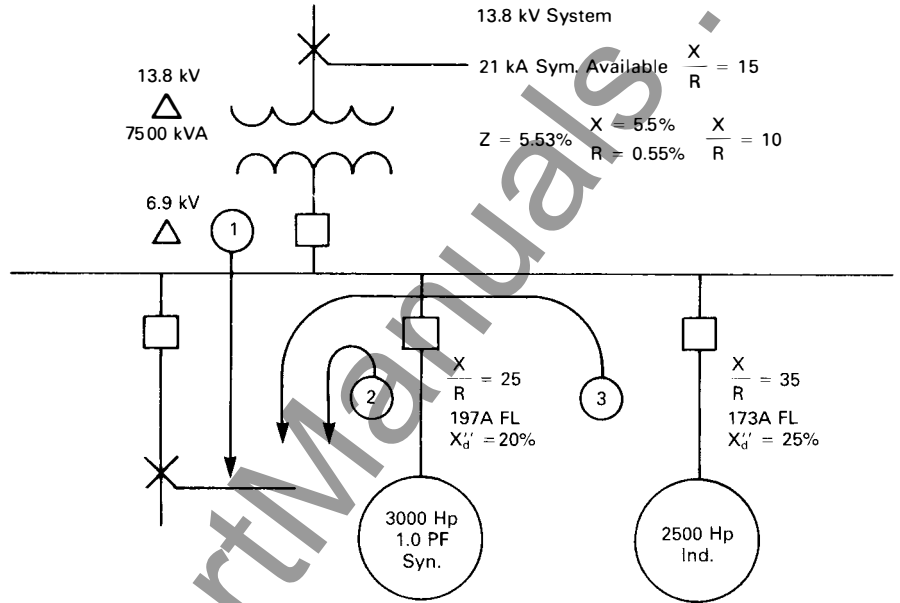 13.8 kV System
21 kA Sym. Available X/R = 15
13.8 kV
7500 kVA
Z = 5.53% X = 5.5% R = 0.55% X/R = 10
6.9 kV
1
2
3
X/R = 25
197A FL
X''d = 20%
X/R = 35
173A FL
X''d = 25%
3000 Hp
1.0 PF
Syn.
2500 Hp
Ind.
rtManuals .